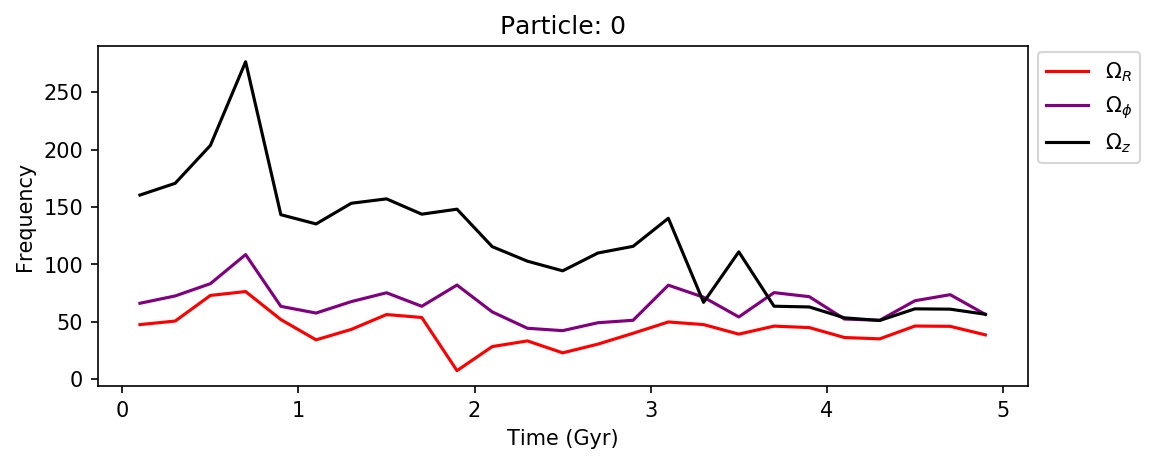 Particle: 0
Frequency
250
200
150
100
50
0
0 1 2 3 4 5
Time (Gyr)
Ω_R
Ω_ϕ
Ω_z